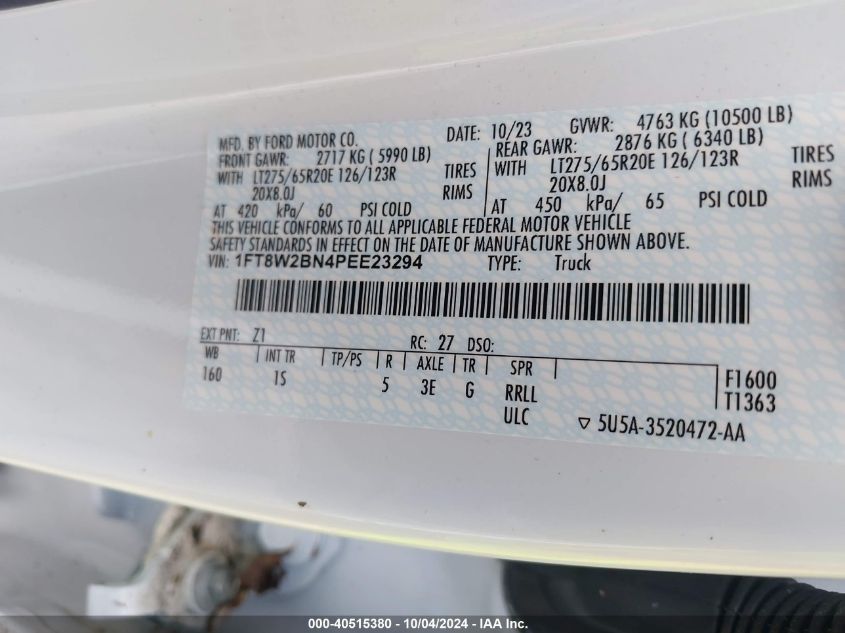 MFD. BY FORD MOTOR CO. DATE: 10/23 GVWR: 4763 KG (10500 LB)
FRONT GAWR: 2717 KG ( 5990 LB) REAR GAWR: 2876 KG ( 6340 LB)
WITH LT275/65R20E 126/123R TIRES WITH LT275/65R20E 126/123R TIRES
20X8.0J RIMS 20X8.0J RIMS
AT 420 kPa/ 60 PSI COLD AT 450 kPa/ 65 PSI COLD
THIS VEHICLE CONFORMS TO ALL APPLICABLE FEDERAL MOTOR VEHICLE
SAFETY STANDARDS IN EFFECT ON THE DATE OF MANUFACTURE SHOWN ABOVE.
VIN: 1FT8W2BN4PEE23294 TYPE: Truck
EXT PNT: Z1 RC: 27 DSO:
WB INT TR TP/PS R AXLE TR SPR
160 1S 5 3E G RRLL F1600
ULC T1363
5U5A-3520472-AA
000-40515380 - 10/04/2024 - IAA Inc.